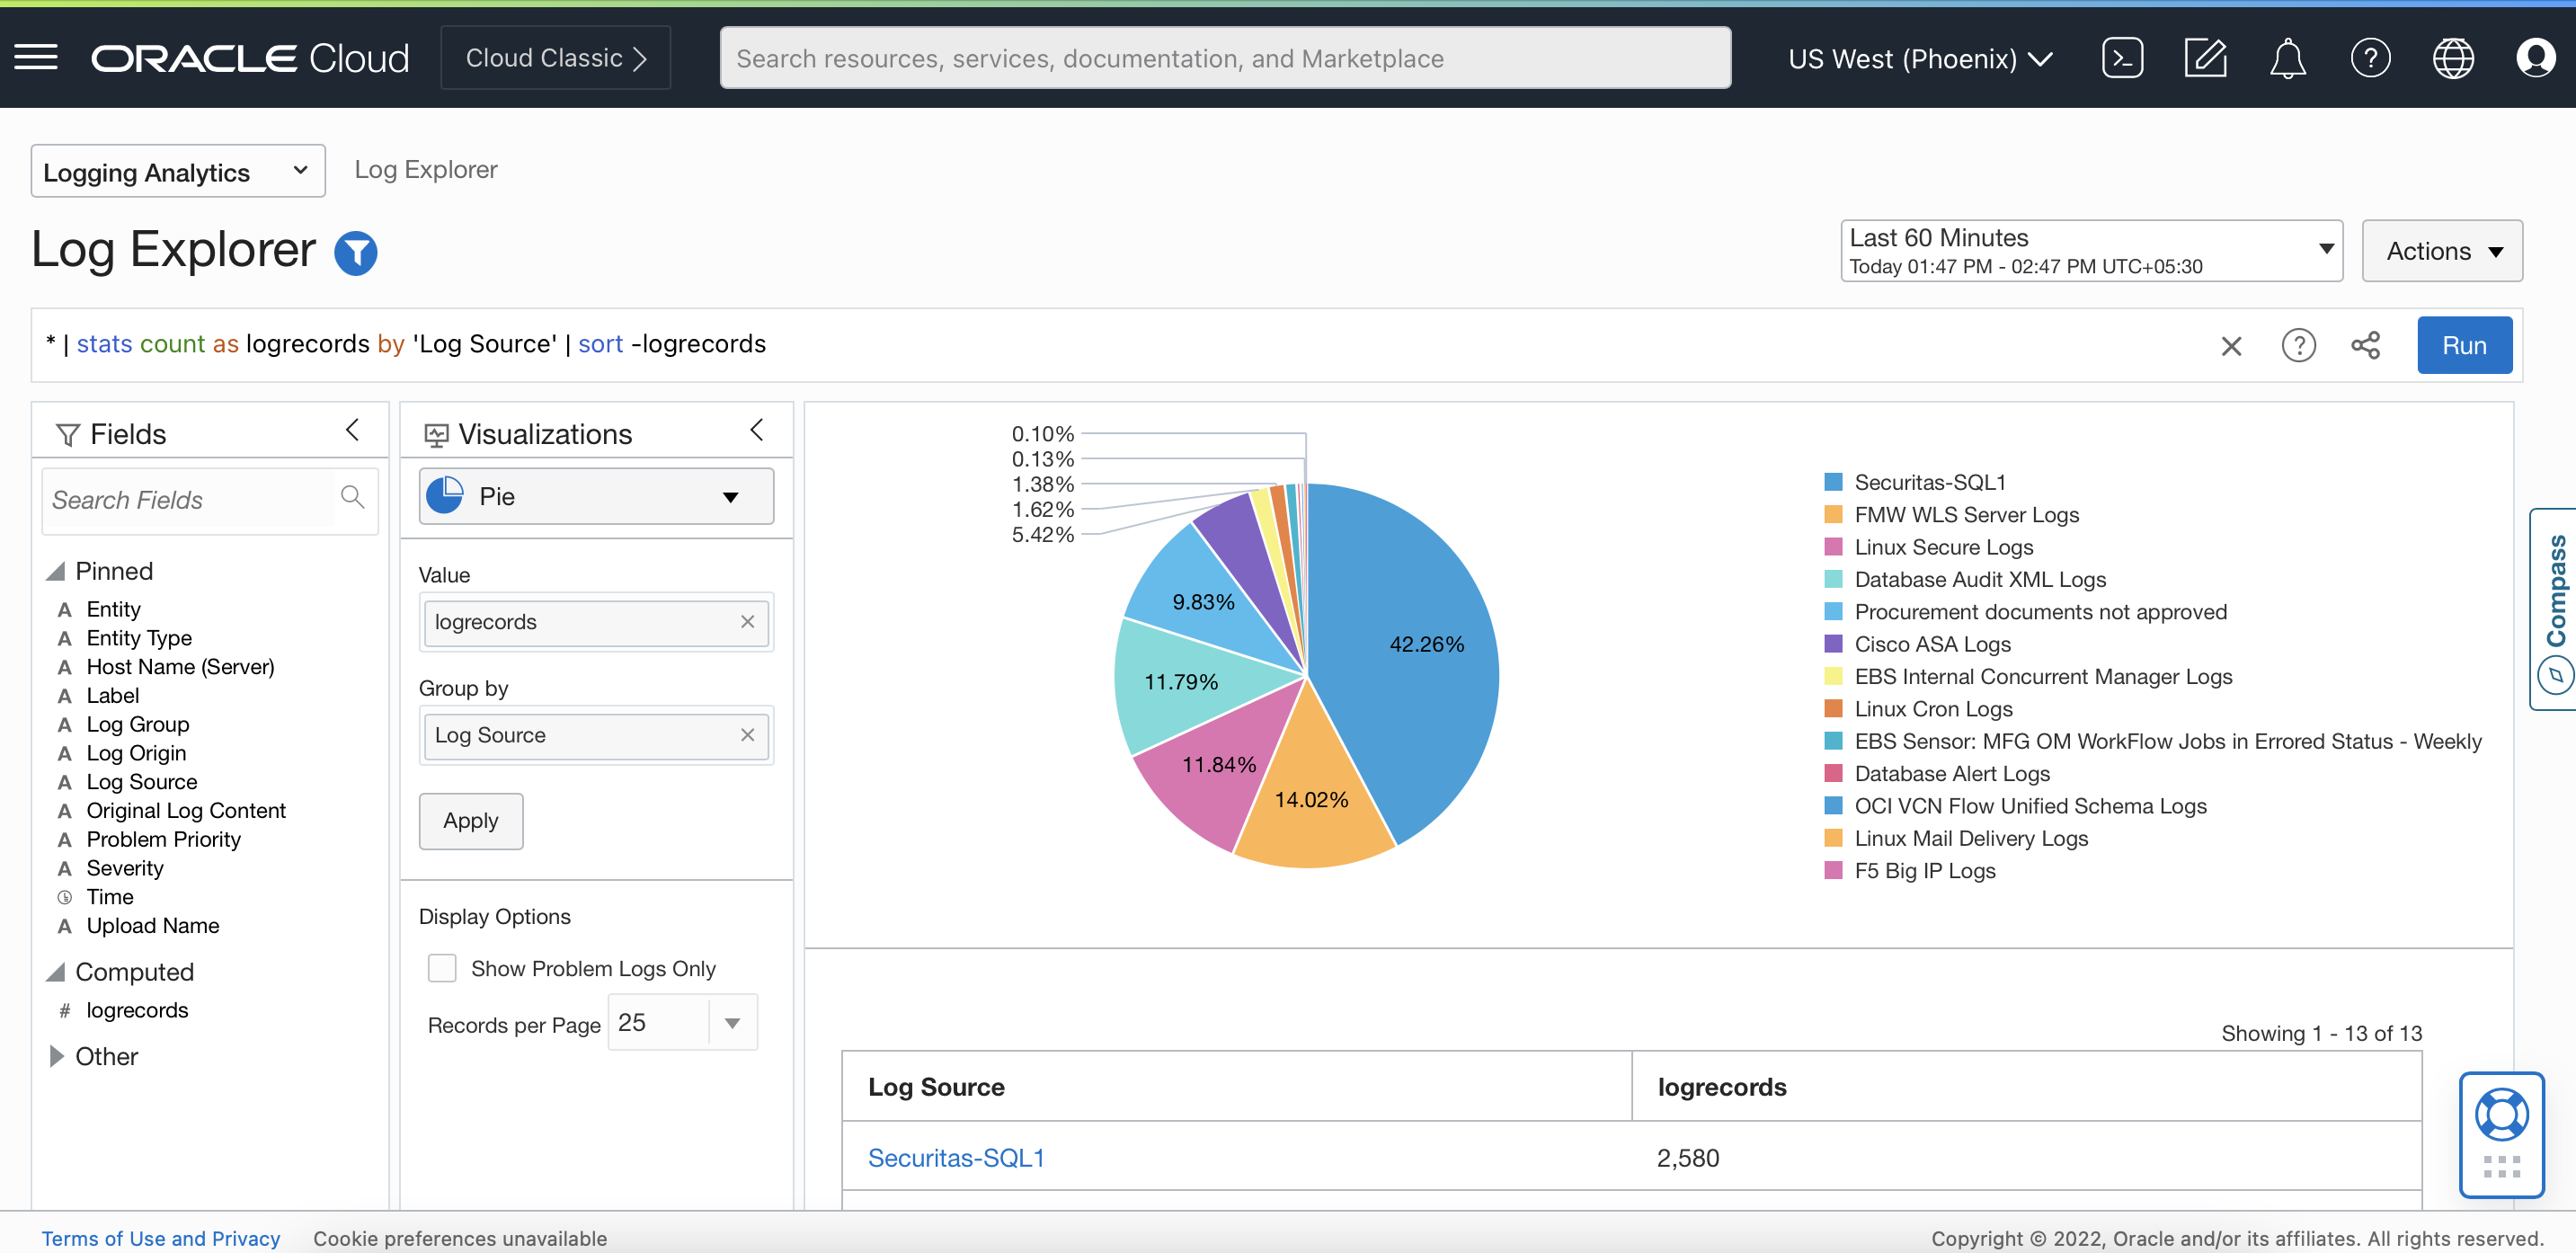 ORACLE Cloud
Cloud Classic
Search resources, services, documentation, and Marketplace
US West (Phoenix)
Logging Analytics
Log Explorer
Log Explorer
Last 60 Minutes
Today 01:47 PM - 02:47 PM UTC+05:30
Actions
* | stats count as logrecords by 'Log Source' | sort -logrecords
Run
Fields
Search Fields
Pinned
A Entity
A Entity Type
A Host Name (Server)
A Label
A Log Group
A Log Origin
A Log Source
A Original Log Content
A Problem Priority
A Severity
Time
A Upload Name
Computed
# logrecords
Other
Visualizations
Pie
Value
logrecords
Group by
Log Source
Apply
Display Options
Show Problem Logs Only
Records per Page 25
0.10%
0.13%
1.38%
1.62%
5.42%
9.83%
42.26%
11.79%
11.84%
14.02%
Securitas-SQL1
FMW WLS Server Logs
Linux Secure Logs
Database Audit XML Logs
Procurement documents not approved
Cisco ASA Logs
EBS Internal Concurrent Manager Logs
Linux Cron Logs
EBS Sensor: MFG OM WorkFlow Jobs in Errored Status - Weekly
Database Alert Logs
OCI VCN Flow Unified Schema Logs
Linux Mail Delivery Logs
F5 Big IP Logs
Compass
Showing 1 - 13 of 13
Log Source logrecords
Securitas-SQL1 2,580
Terms of Use and Privacy Cookie preferences unavailable
Copyright © 2022, Oracle and/or its affiliates. All rights reserved.